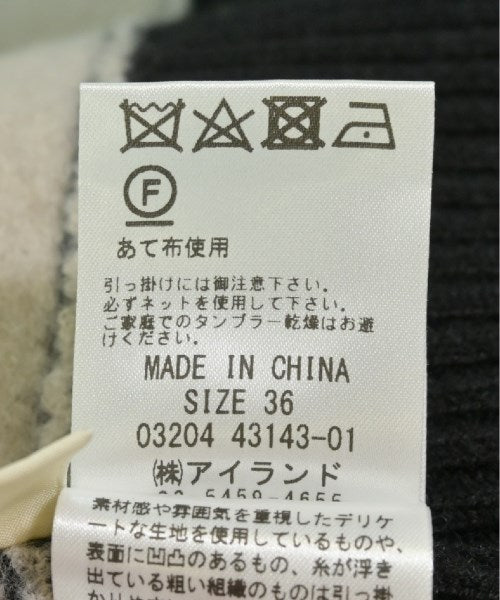 F
あて布使用
引っ掛けには御注意下さい。
必ずネットを使用して下さい。
ご家庭でのタンブラー乾燥はお避
けください。
MADE IN CHINA
SIZE 36
03204 43143-01
(株)アイランド
03-5459-4655
素材感や雰囲気を重視したデリケ
ートな生地を使用しているものや、
表面に凹凸のあるもの、糸が浮き
出ている粗い組織のものは引っ掛